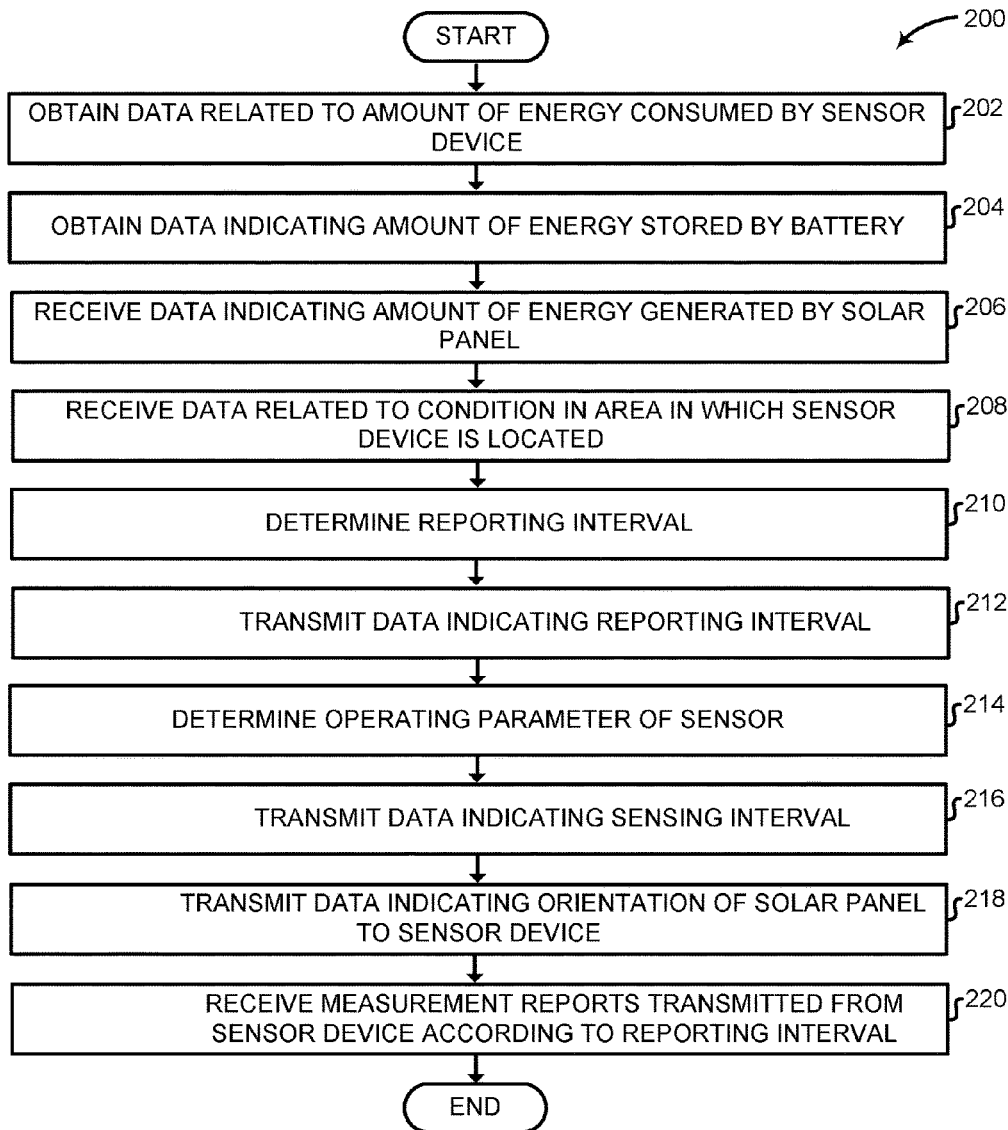 200
START
OBTAIN DATA RELATED TO AMOUNT OF ENERGY CONSUMED BY SENSOR
DEVICE
202
OBTAIN DATA INDICATING AMOUNT OF ENERGY STORED BY BATTERY
204
RECEIVE DATA INDICATING AMOUNT OF ENERGY GENERATED BY SOLAR
PANEL
206
RECEIVE DATA RELATED TO CONDITION IN AREA IN WHICH SENSOR
DEVICE IS LOCATED
208
DETERMINE REPORTING INTERVAL
210
TRANSMIT DATA INDICATING REPORTING INTERVAL
212
DETERMINE OPERATING PARAMETER OF SENSOR
214
TRANSMIT DATA INDICATING SENSING INTERVAL
216
TRANSMIT DATA INDICATING ORIENTATION OF SOLAR PANEL
TO SENSOR DEVICE
218
RECEIVE MEASUREMENT REPORTS TRANSMITTED FROM
SENSOR DEVICE ACCORDING TO REPORTING INTERVAL
220
END